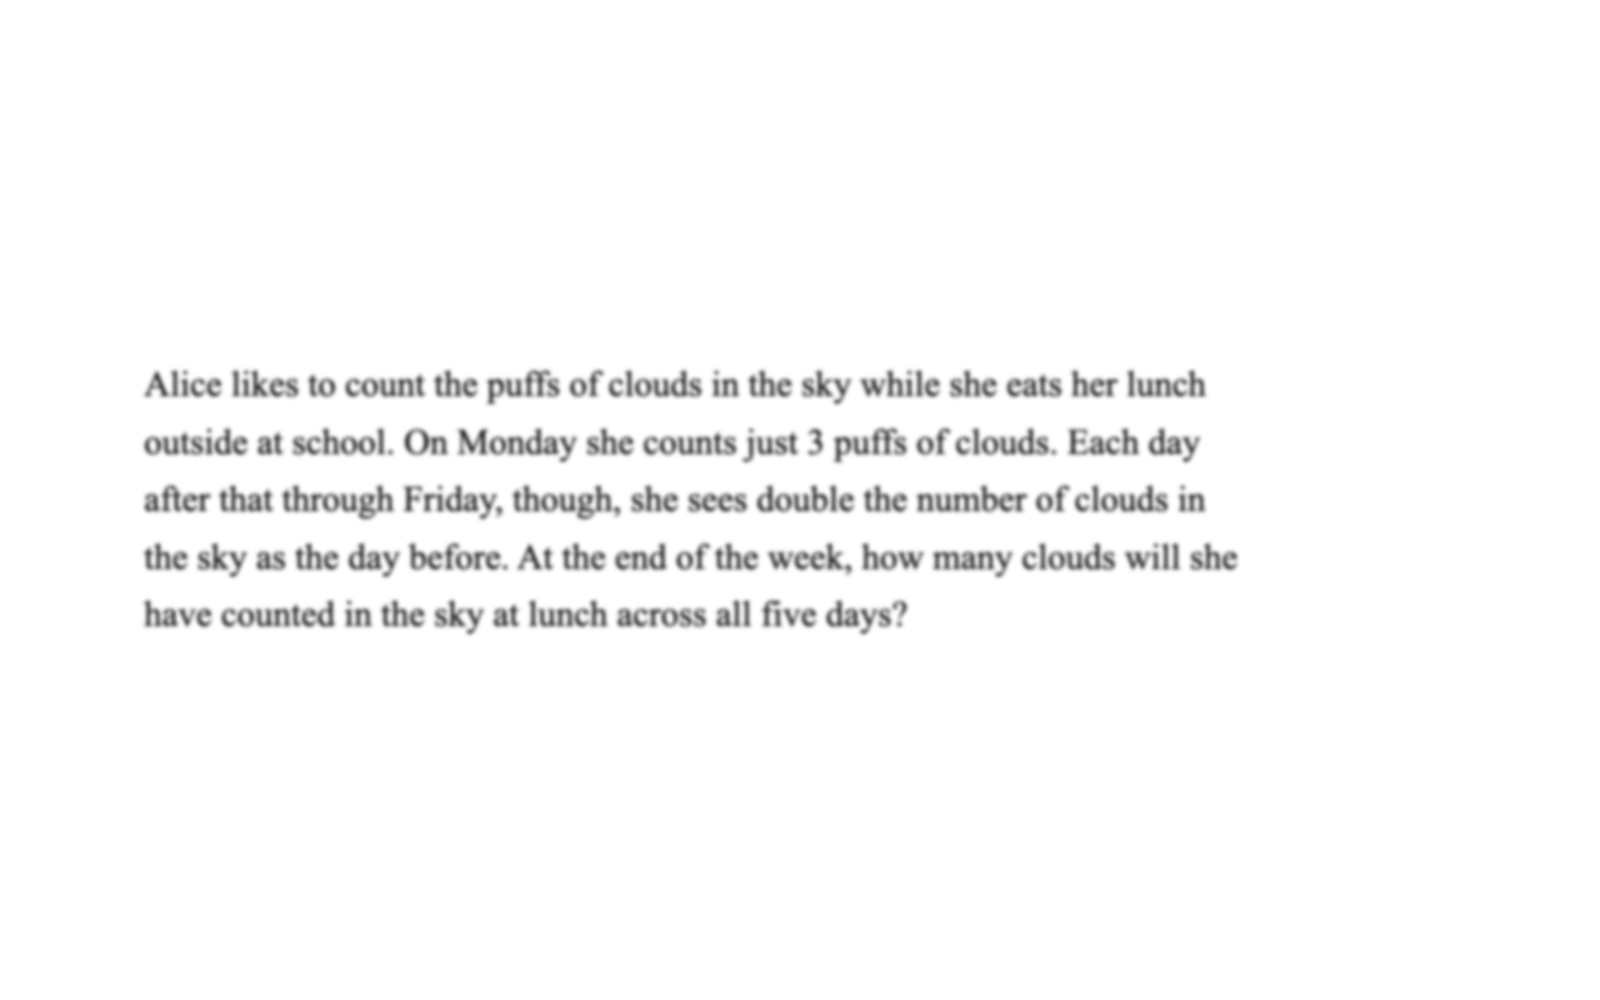 Alice likes to count the puffs of clouds in the sky while she eats her lunch
outside at school. On Monday she counts just 3 puffs of clouds. Each day
after that through Friday, though, she sees double the number of clouds in
the sky as the day before. At the end of the week, how many clouds will she
have counted in the sky at lunch across all five days?